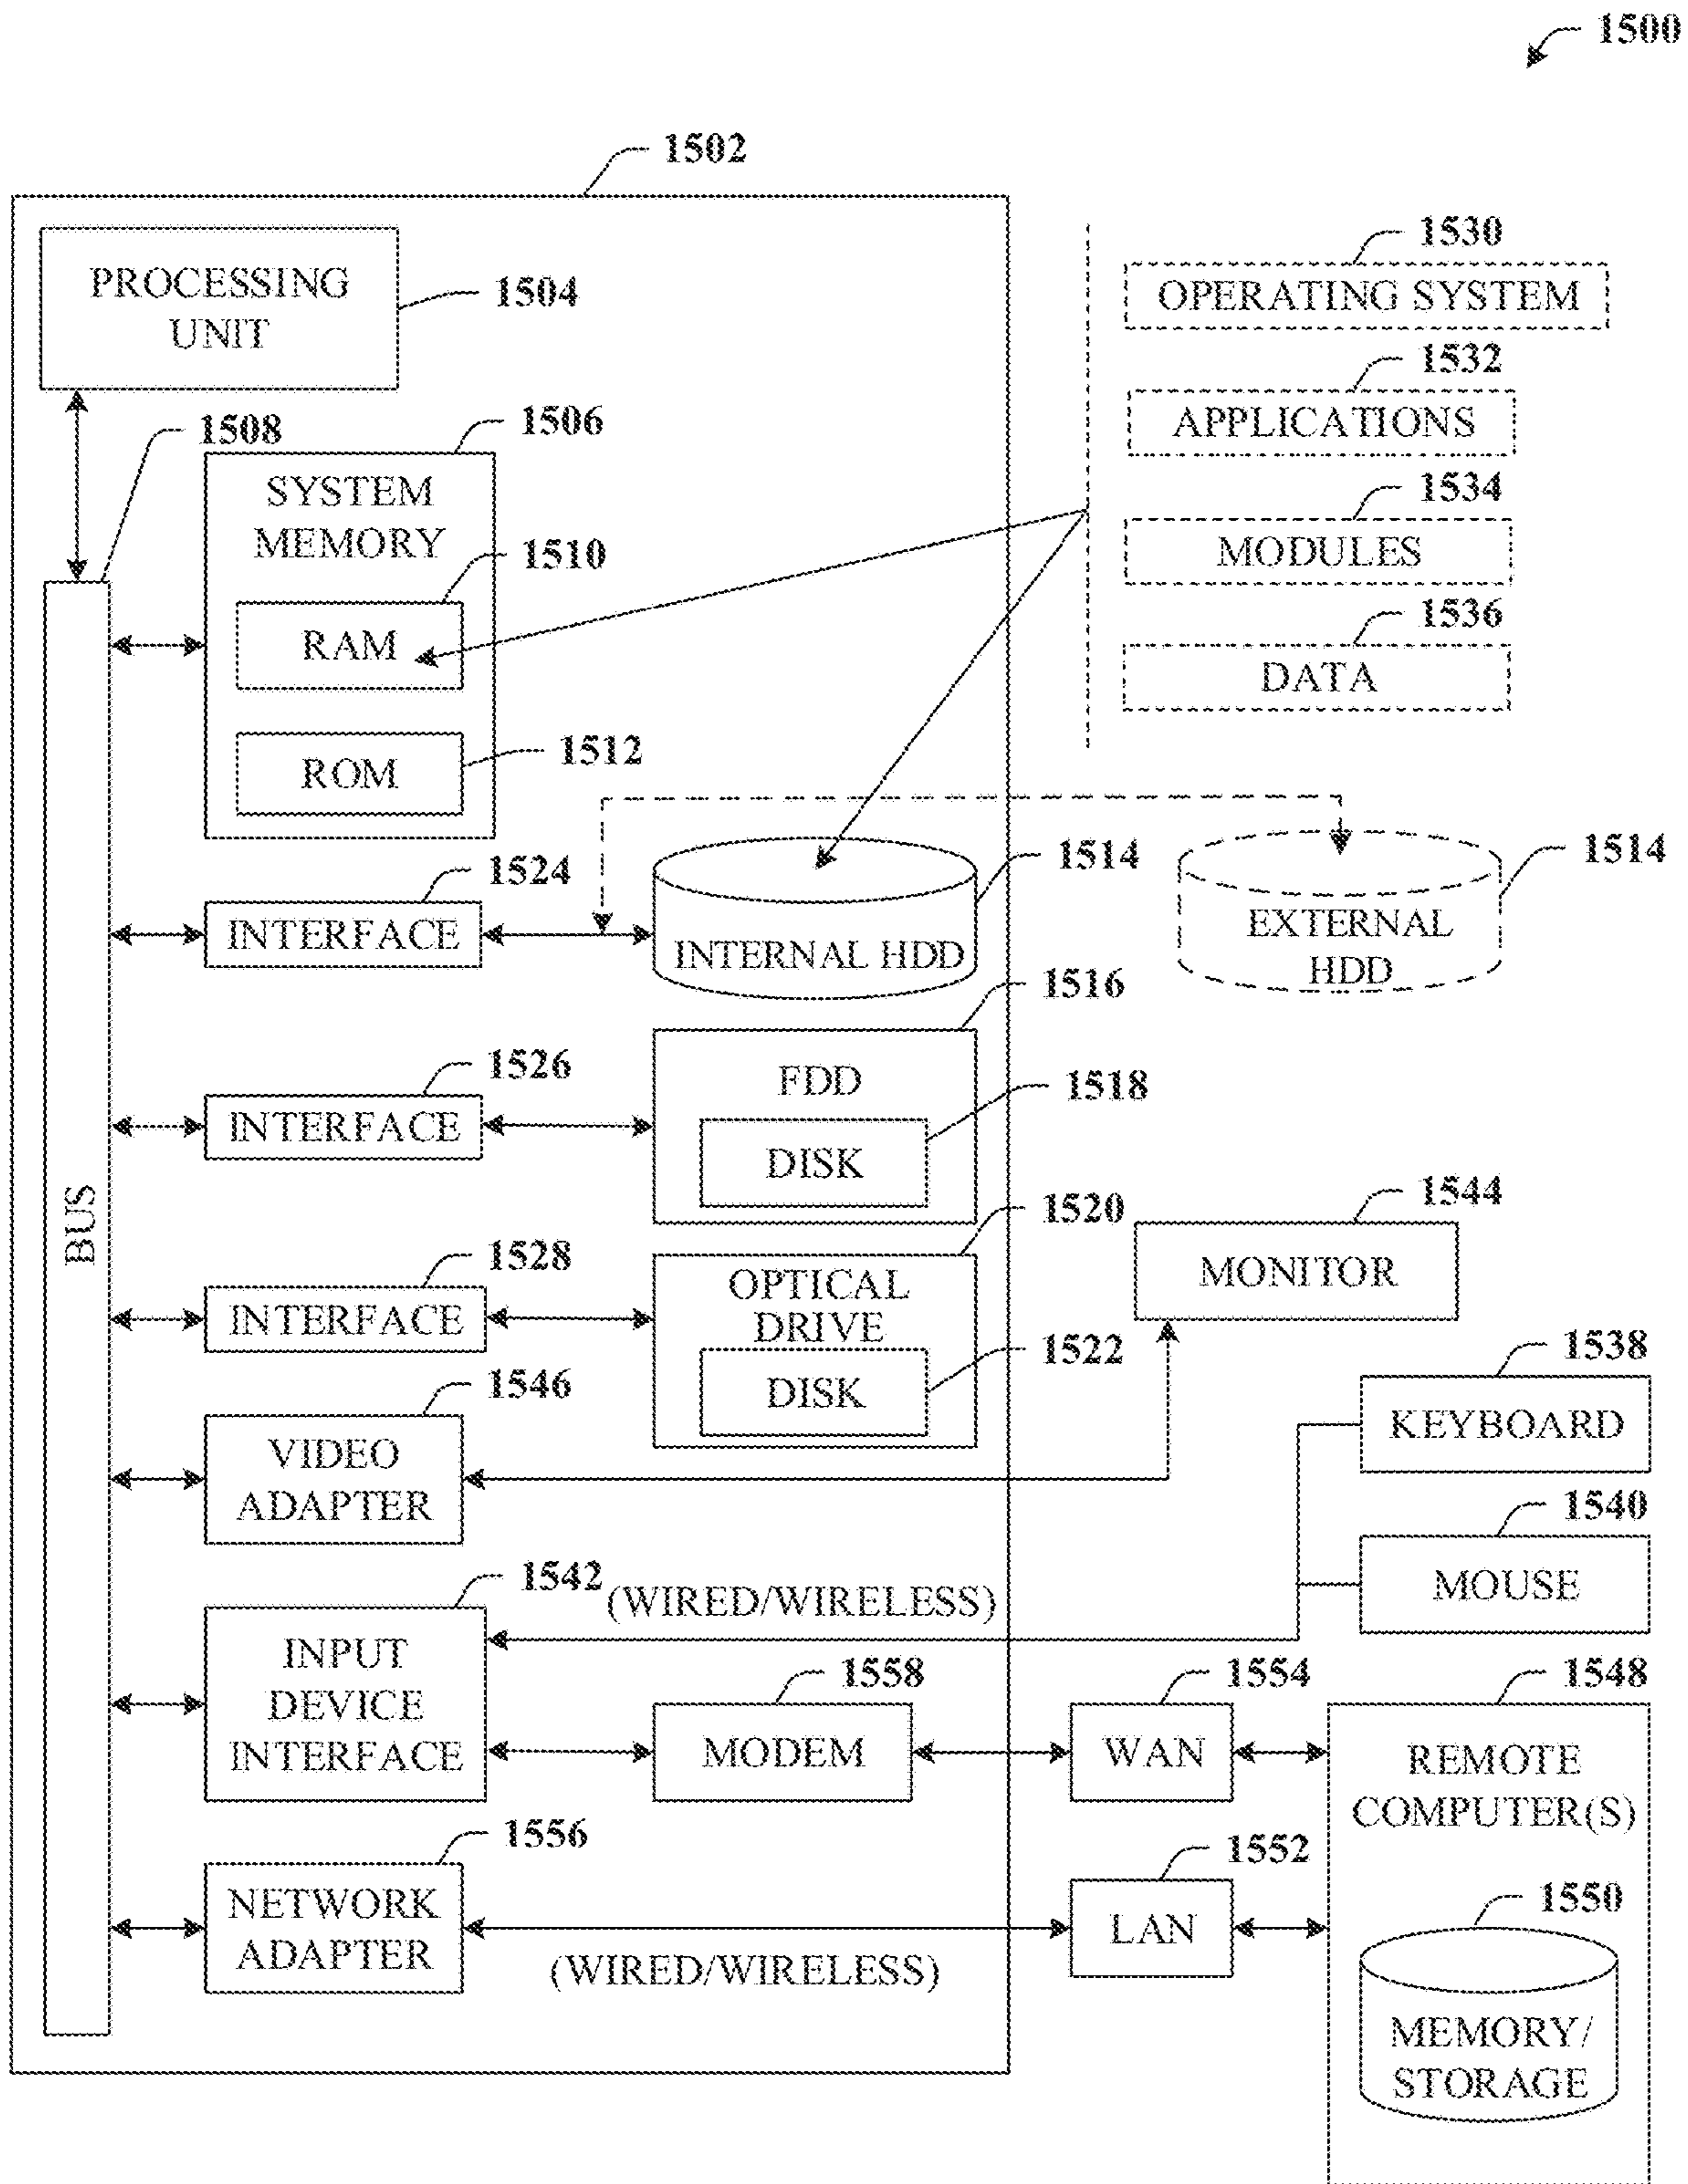 1500
1502
PROCESSING
UNIT
1504
1530
OPERATING SYSTEM
1532
APPLICATIONS
1534
MODULES
1536
DATA
1508
1506
SYSTEM
MEMORY
1510
RAM
1512
ROM
BUS
1524
INTERFACE
1514
INTERNAL HDD
1514
EXTERNAL
HDD
1516
1526
INTERFACE
FDD
1518
DISK
1520
1528
INTERFACE
OPTICAL
DRIVE
1522
DISK
1544
MONITOR
1546
VIDEO
ADAPTER
1538
KEYBOARD
1540
MOUSE
1542
(WIRED/WIRELESS)
INPUT
DEVICE
INTERFACE
1558
MODEM
1554
WAN
1548
REMOTE
COMPUTER(S)
1556
NETWORK
ADAPTER
(WIRED/WIRELESS)
1552
LAN
1550
MEMORY/
STORAGE